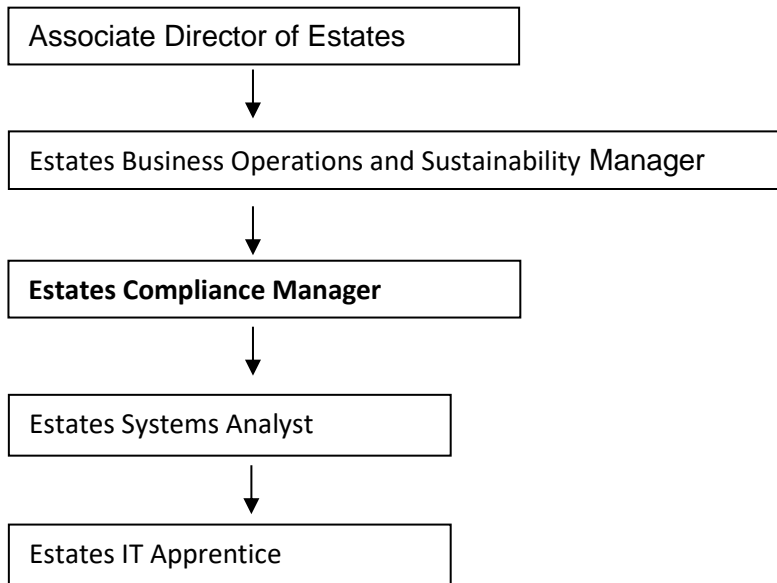 Associate Director of Estates
Estates Business Operations and Sustainability Manager
Estates Compliance Manager
Estates Systems Analyst
Estates IT Apprentice